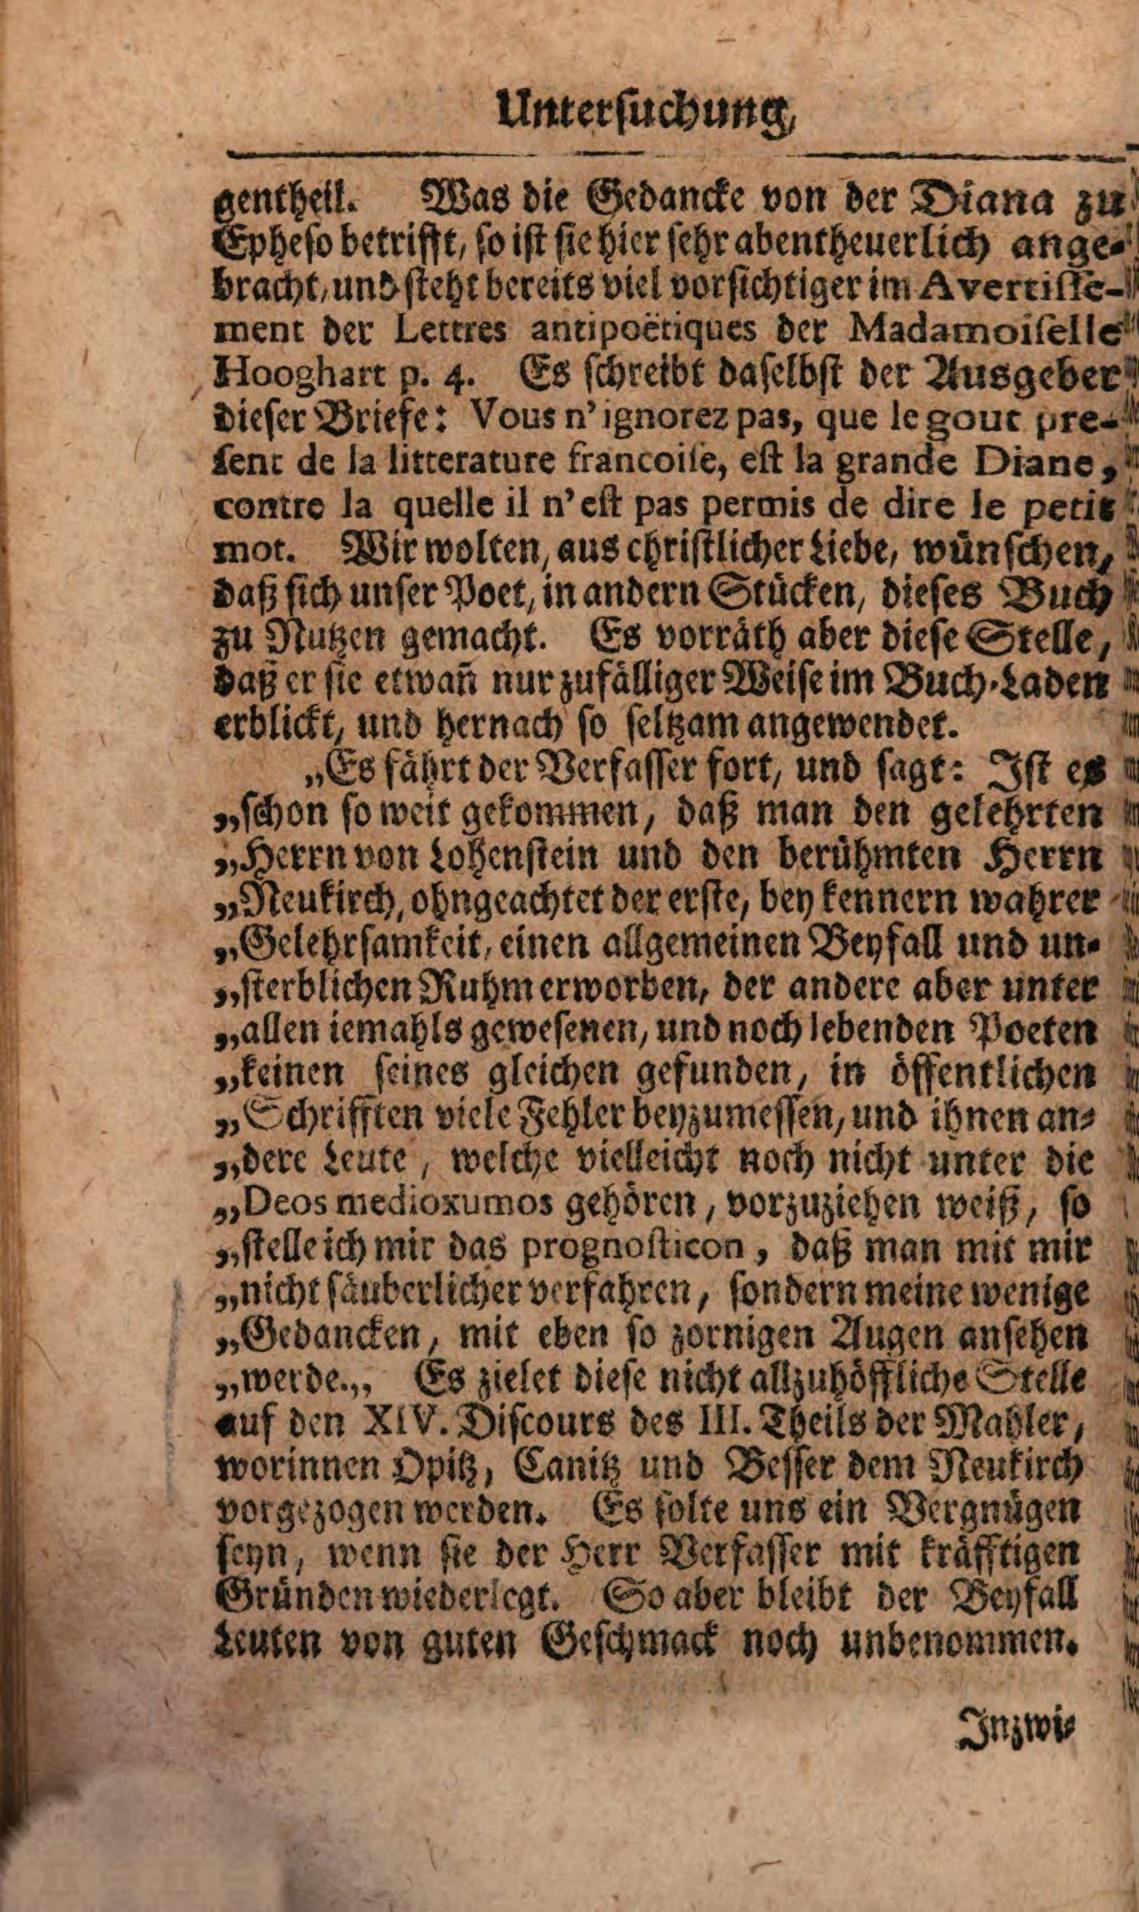 Unterſuchung,
gentheil. Was die Gedancke von der Diana zu
Epheſo betrifft, ſo iſt ſie hier ſehr abentheuerlich ange-
bracht, und ſteht bereits viel vorſichtiger im Avertiſſe-
ment der Lettres antipoëtiques der Madamoiſelle
Hooghart p. 4. Es ſchreibt daſelbſt der Ausgeber
dieſer Briefe: Vous n'ignorez pas, que le gout pre-
ſent de la litterature francoiſe, eſt la grande Diane,
contre la quelle il n'eſt pas permis de dire le petit
mot. Wir wolten, aus chriſtlicher Liebe, wünſchen,
daß ſich unſer Poet, in andern Stücken, dieſes Buch
zu Nutzen gemacht. Es vorräth aber dieſe Stelle,
daß er ſie etwañ nur zufälliger Weiſe im Buch-Laden
erblickt, und hernach ſo ſeltzam angewendet.
„Es fährt der Verfaſſer fort, und ſagt: Iſt es
„ſchon ſo weit gekommen, daß man den gelehrten
„Herrn von Lohenſtein und den berühmten Herrn
„Neukirch, ohngeachtet der erſte, bey kennern wahrer
„Gelehrſamkeit, einen allgemeinen Beyfall und un-
„ſterblichen Ruhm erworben, der andere aber unter
„allen iemahls geweſenen, und noch lebenden Poeten
„keinen ſeines gleichen gefunden, in öffentlichen
„Schrifften viele Fehler beyzumeſſen, und ihnen an-
„dere Leute, welche vielleicht noch nicht unter die
„Deos medioxumos gehören, vorzuziehen weiß, ſo
„ſtelle ich mir das prognoſticon, daß man mit mir
„nicht ſäuberlicher verfahren, ſondern meine wenige
„Gedancken, mit eben ſo zornigen Augen anſehen
„werde.„ Es zielet dieſe nicht allzuhöffliche Stelle
auf den XIV. Diſcours des III. Theils der Mahler,
worinnen Opitz, Canitz und Beſſer dem Neukirch
vorgezogen werden. Es ſolte uns ein Vergnügen
ſeyn, wenn ſie der Herr Verfaſſer mit kräfftigen
Gründen wiederlegt. So aber bleibt der Beyfall
Leuten von guten Geſchmack noch unbenommen.
Inzwi-